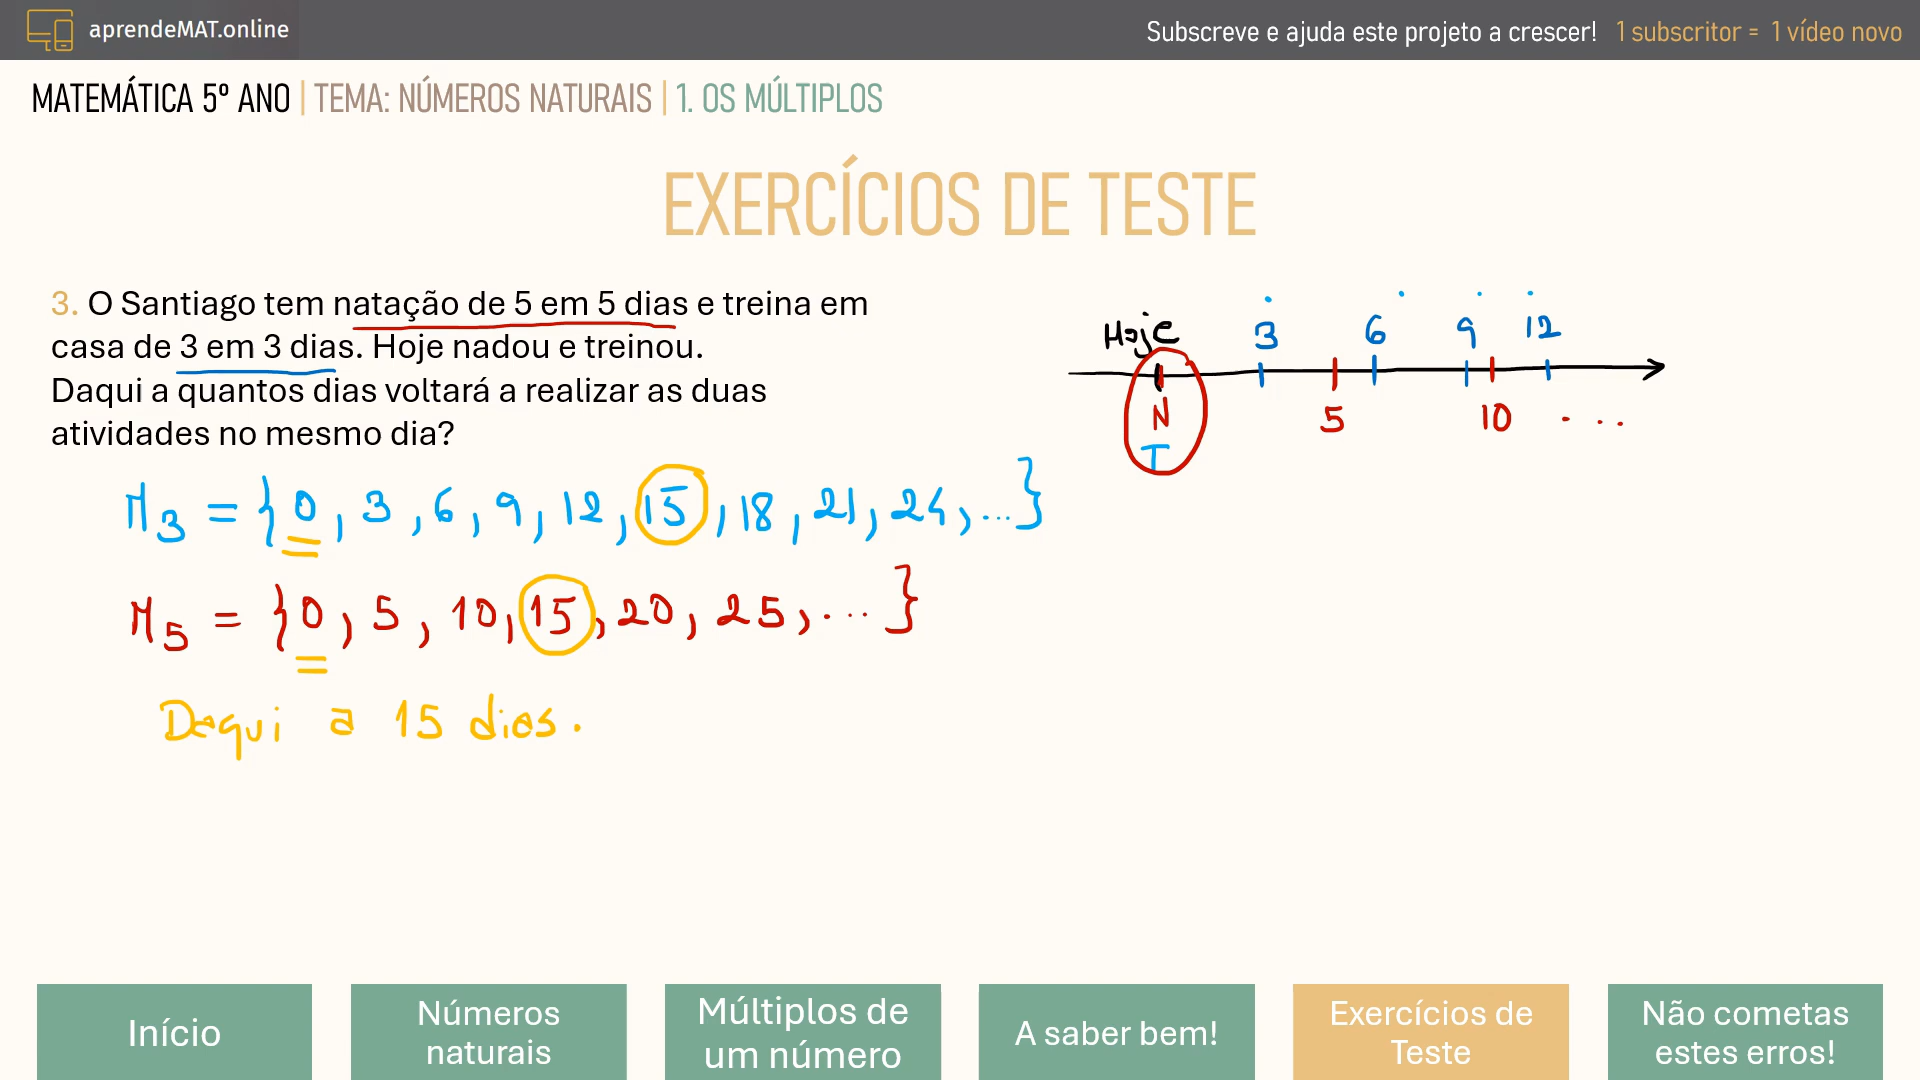 aprendeMAT.online
Subscreve e ajuda este projeto a crescer! 1 subscritor = 1 vídeo novo
MATEMÁTICA 5º ANO | TEMA: NÚMEROS NATURAIS | 1. OS MÚLTIPLOS
EXERCÍCIOS DE TESTE
3. O Santiago tem natação de 5 em 5 dias e treina em
casa de 3 em 3 dias. Hoje nadou e treinou.
Daqui a quantos dias voltará a realizar as duas
atividades no mesmo dia?
Hoje 3 6 9 12
N 5 10 ...
T
M3 = {0, 3, 6, 9, 12, 15, 18, 21, 24, ...}
M5 = {0, 5, 10, 15, 20, 25, ...}
Daqui a 15 dias.
Início
Números
naturais
Múltiplos de
um número
A saber bem!
Exercícios de
Teste
Não cometas
estes erros!